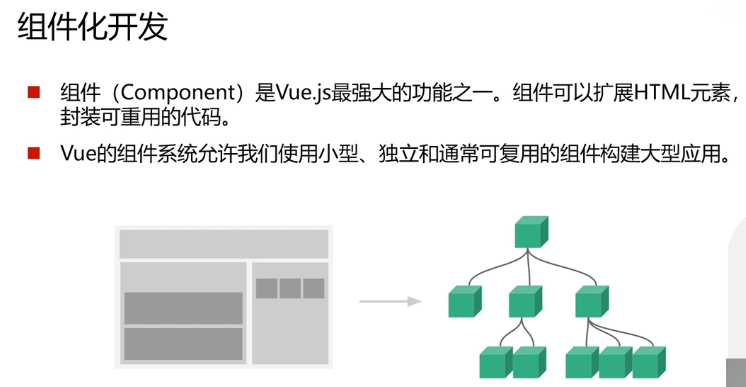 组件化开发
组件（Component）是Vue.js最强大的功能之一。组件可以扩展HTML元素，
封装可重用的代码。
Vue的组件系统允许我们使用小型、独立和通常可复用的组件构建大型应用。